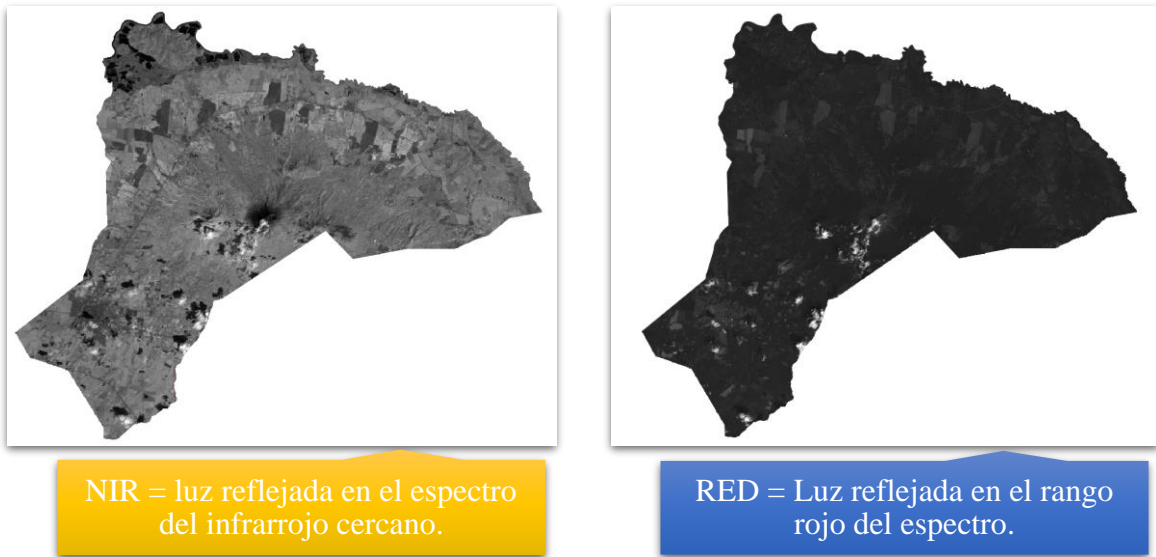 NIR = luz reflejada en el espectro
del infrarrojo cercano.
RED = Luz reflejada en el rango
rojo del espectro.